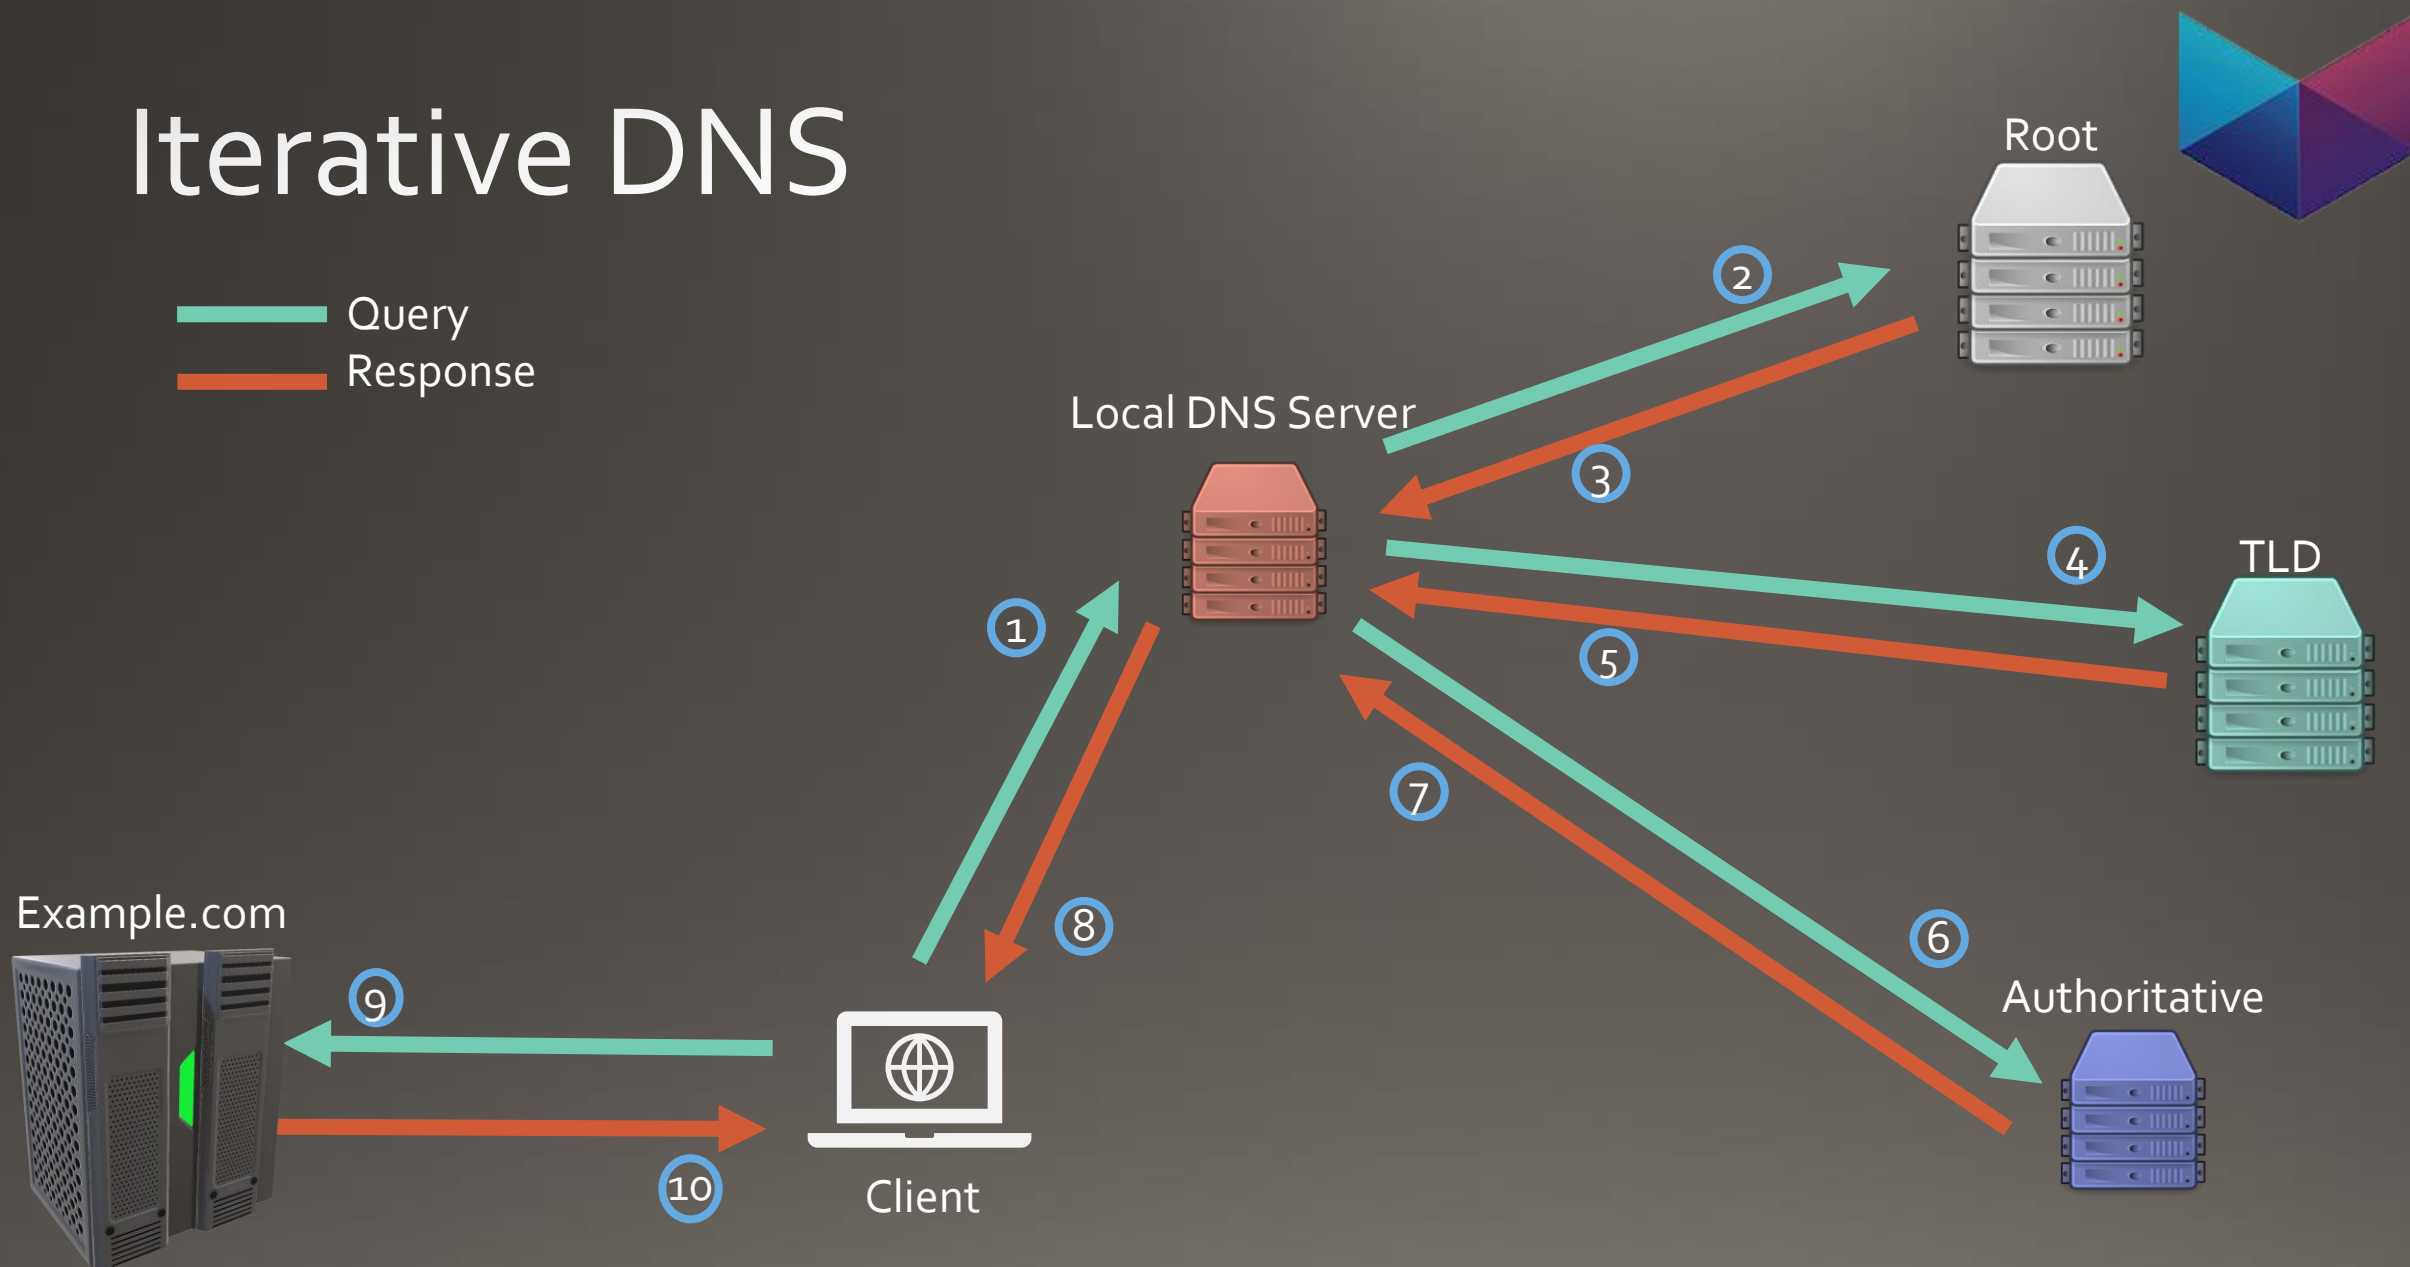 Iterative DNS
Query
Response
Root
2
Local DNS Server
3
4
TLD
1
5
7
8
6
Example.com
9
Authoritative
10
Client